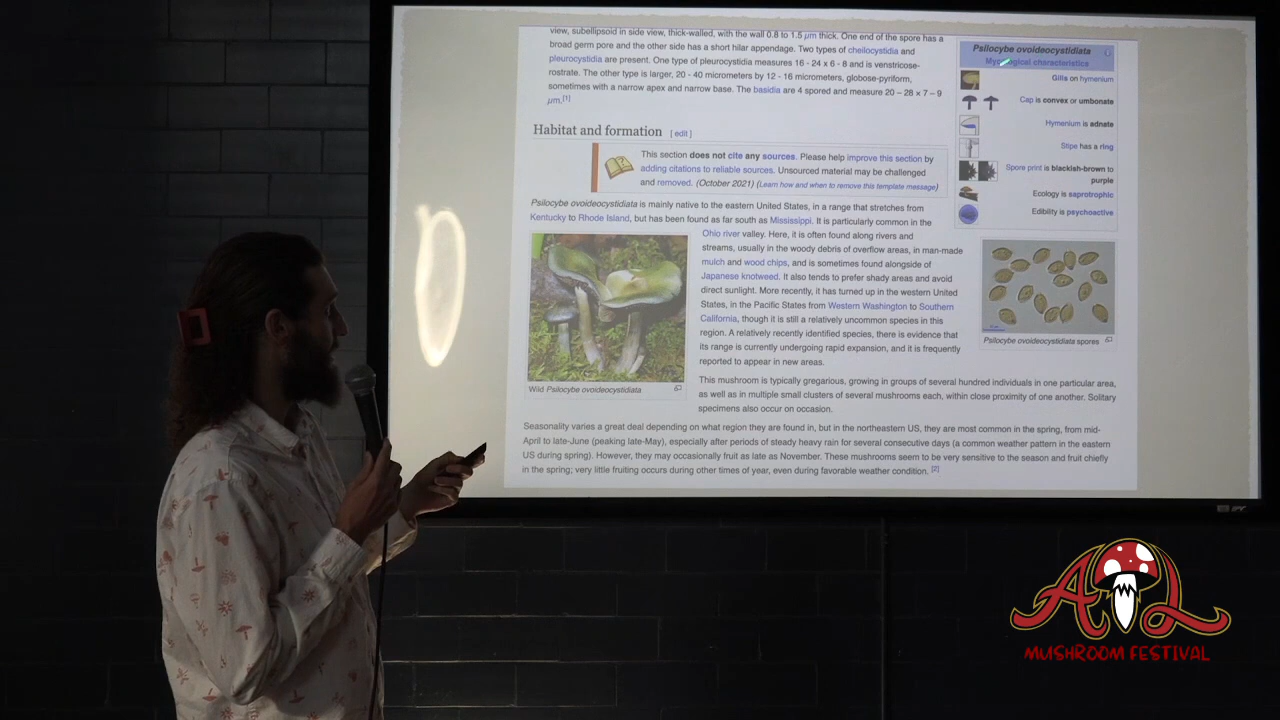 view, subellipsoid in side view, thick-walled, with the wall 0.8 to 1.5 µm thick. One end of the spore has a
broad germ pore and the other side has a short hilar appendage. Two types of cheilocystidia and
pleurocystidia are present. One type of pleurocystidia measures 16 - 24 x 6 - 8 and is venstricose-
rostrate. The other type is larger, 20 - 40 micrometers by 12 - 16 micrometers, globose-pyriform,
sometimes with a narrow apex and narrow base. The basidia are 4 spored and measure 20 – 28 × 7 – 9
µm.[1]
Habitat and formation [ edit ]
This section does not cite any sources. Please help improve this section by
adding citations to reliable sources. Unsourced material may be challenged
and removed. (October 2021) (Learn how and when to remove this template message)
Psilocybe ovoideocystidiata is mainly native to the eastern United States, in a range that stretches from
Kentucky to Rhode Island, but has been found as far south as Mississippi. It is particularly common in the
Ohio river valley. Here, it is often found along rivers and
streams, usually in the woody debris of overflow areas, in man-made
mulch and wood chips, and is sometimes found alongside of
Japanese knotweed. It also tends to prefer shady areas and avoid
direct sunlight. More recently, it has turned up in the western United
States, in the Pacific States from Western Washington to Southern
California, though it is still a relatively uncommon species in this
region. A relatively recently identified species, there is evidence that
its range is currently undergoing rapid expansion, and it is frequently
reported to appear in new areas.
Wild Psilocybe ovoideocystidiata
This mushroom is typically gregarious, growing in groups of several hundred individuals in one particular area,
as well as in multiple small clusters of several mushrooms each, within close proximity of one another. Solitary
specimens also occur on occasion.
Seasonality varies a great deal depending on what region they are found in, but in the northeastern US, they are most common in the spring, from mid-
April to late-June (peaking late-May), especially after periods of steady heavy rain for several consecutive days (a common weather pattern in the eastern
US during spring). However, they may occasionally fruit as late as November. These mushrooms seem to be very sensitive to the season and fruit chiefly
in the spring; very little fruiting occurs during other times of year, even during favorable weather condition. [2]
Psilocybe ovoideocystidiata
Mycological characteristics
Gills on hymenium
Cap is convex or umbonate
Hymenium is adnate
Stipe has a ring
Spore print is blackish-brown to
purple
Ecology is saprotrophic
Edibility is psychoactive
Psilocybe ovoideocystidiata spores
AL
MUSHROOM FESTIVAL